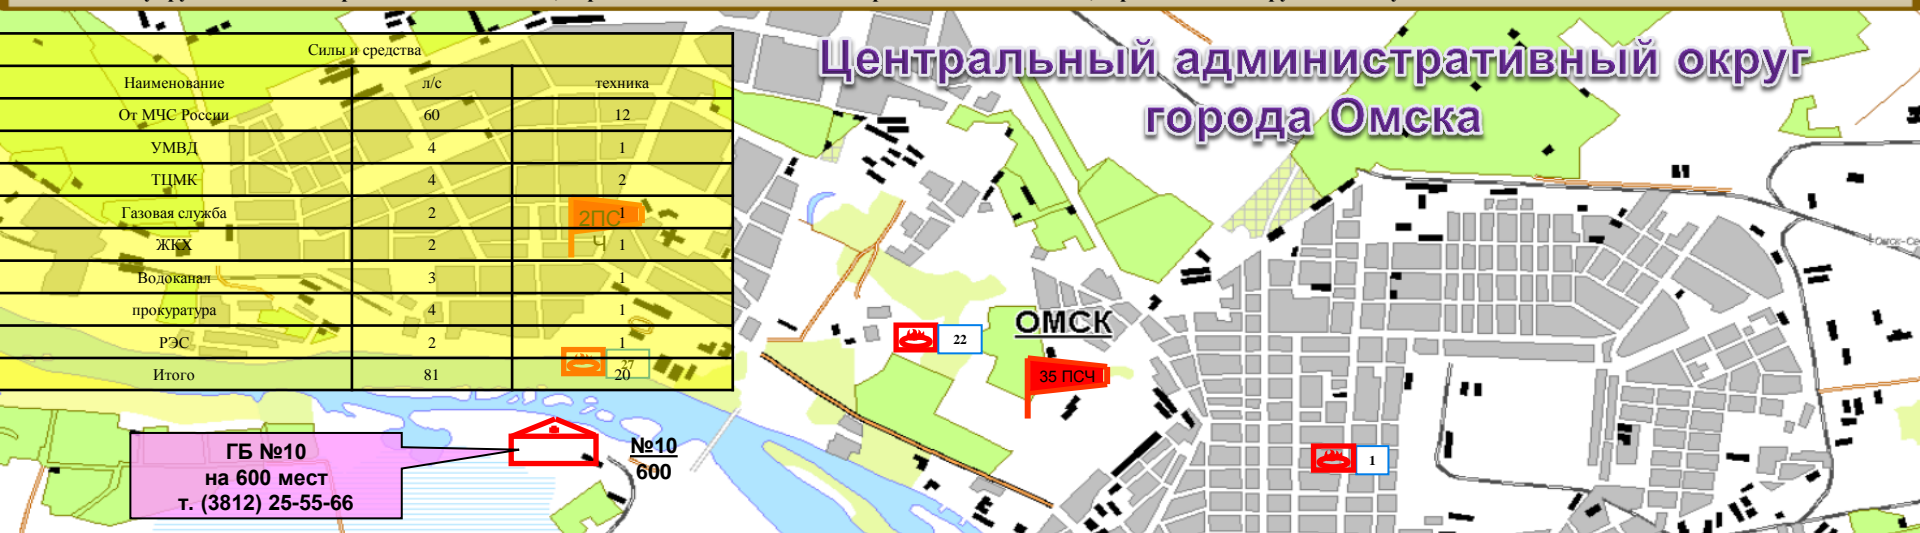 Центральный административный округ
города Омска
Силы и средства
Наименование л/с техника
От МЧС России 60 12
УМВД 4 1
ТЦМК 4 2
Газовая служба 2 1
ЖКХ 2 1
Водоканал 3 1
прокуратура 4 1
РЭС 2 1
Итого 81 20
2ПС
Ч
27
22
ОМСК
35 ПСЧ
1
ГБ №10
на 600 мест
т. (3812) 25-55-66
№10
600